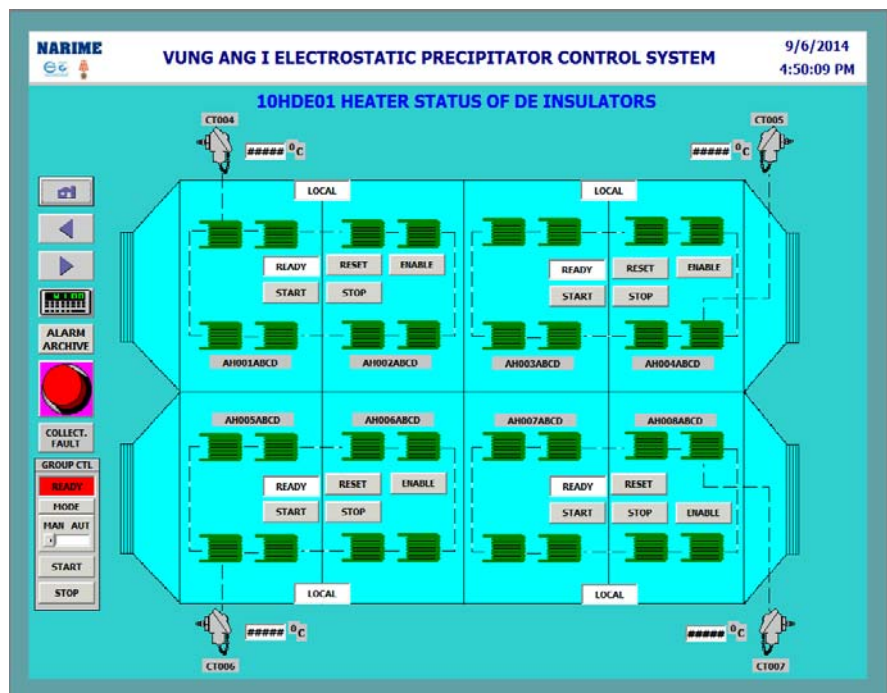 NARIME
VUNG ANG I ELECTROSTATIC PRECIPITATOR CONTROL SYSTEM
9/6/2014
4:50:09 PM
10HDE01 HEATER STATUS OF DE INSULATORS
CT004
CT005
##### °C
##### °C
LOCAL
LOCAL
READY RESET ENABLE
START STOP
READY RESET ENABLE
START STOP
ALARM
ARCHIVE
AH001ABCD
AH002ABCD
AH003ABCD
AH004ABCD
AH005ABCD
AH006ABCD
AH007ABCD
AH008ABCD
COLLECT.
FAULT
GROUP CTL
READY
MODE
MAN AUT
START
STOP
READY RESET ENABLE
START STOP
READY RESET
START STOP ENABLE
LOCAL
LOCAL
##### °C
##### °C
CT006
CT007